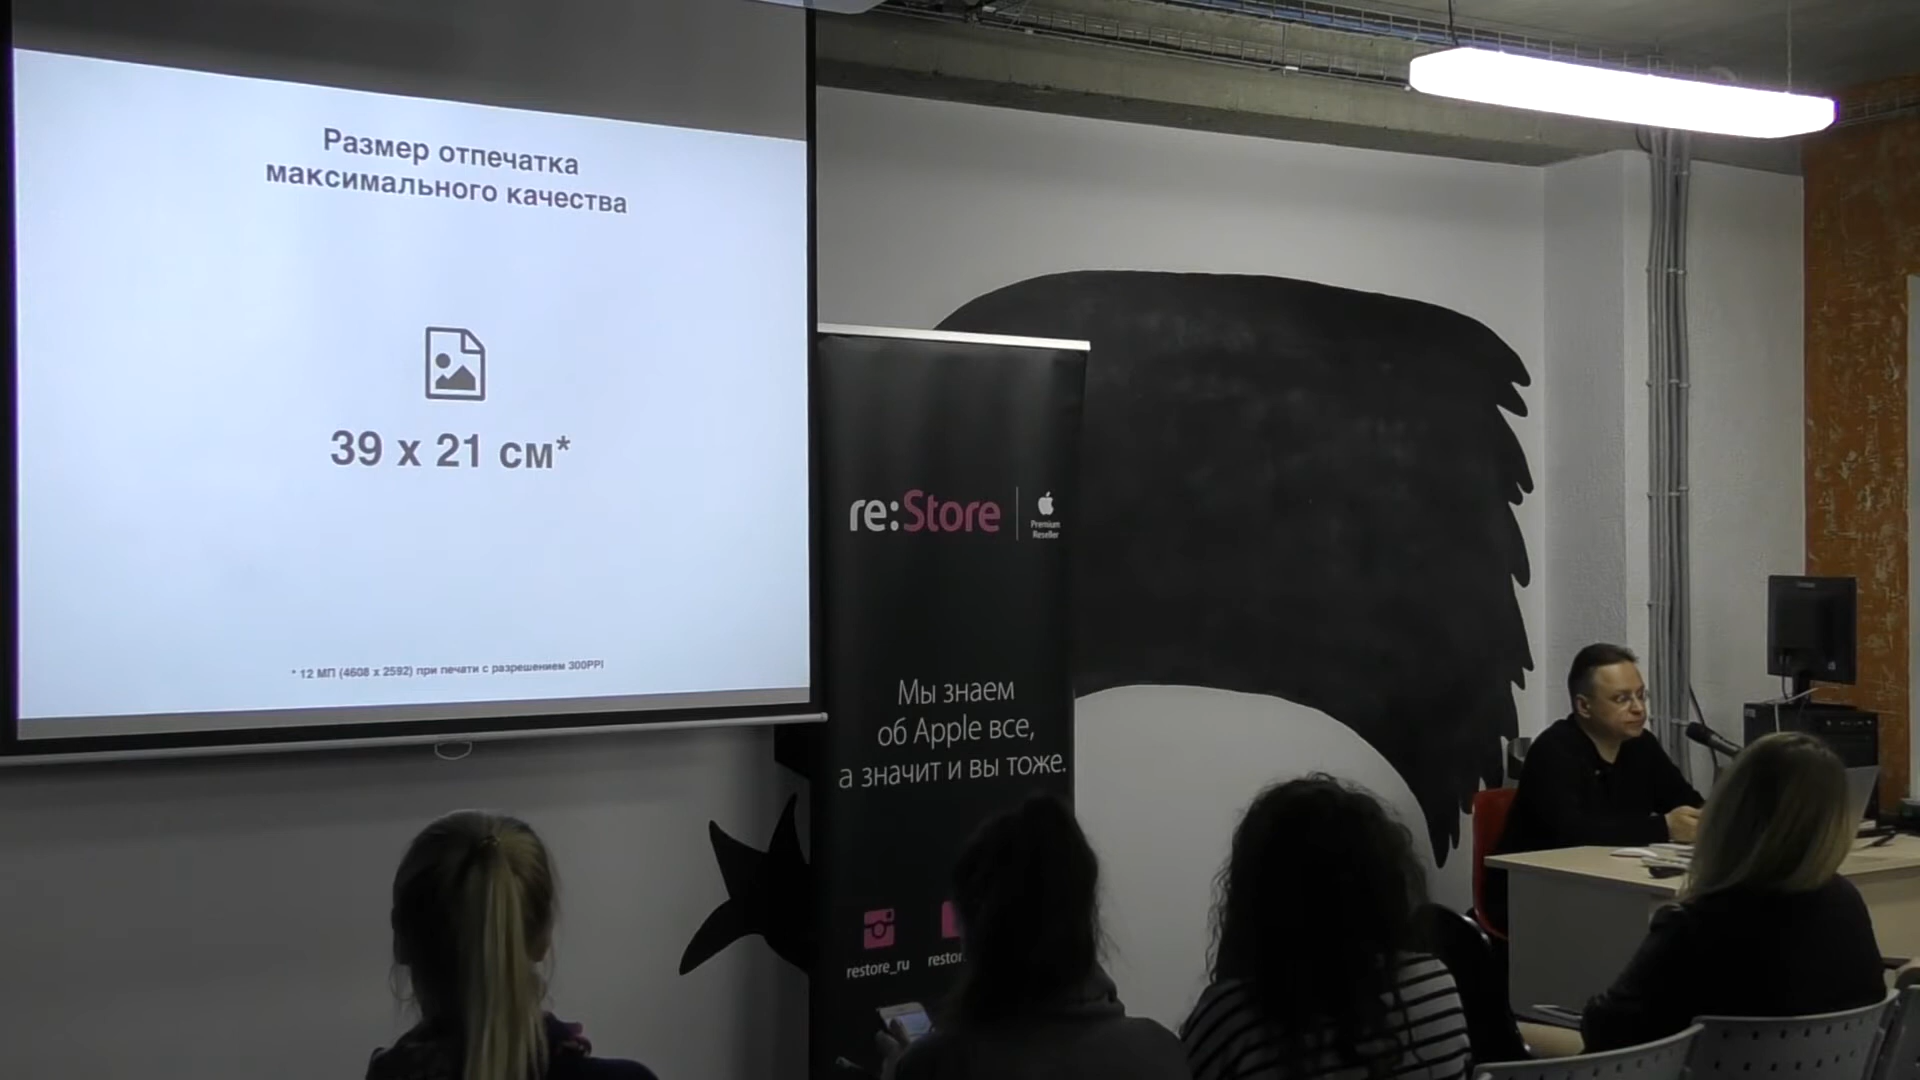 Размер отпечатка
максимального качества
39 x 21 см*
* 12 МП (4608 x 2592) при печати с разрешением 300PPI
re:Store
Premium
Reseller
Мы знаем
об Apple все,
а значит и вы тоже.
restore_ru
restor